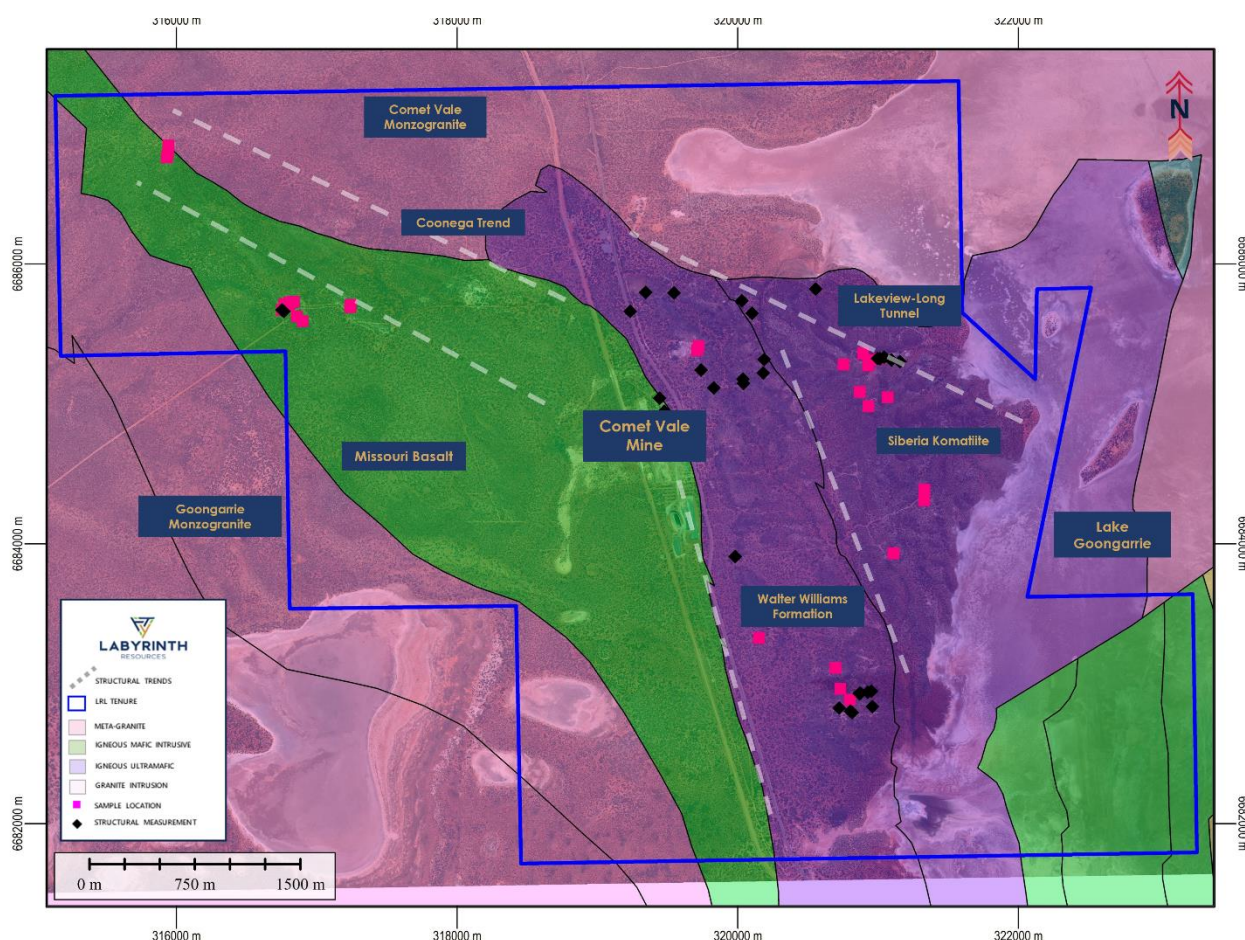 316000 m
318000 m
320000 m
322000 m
Comet Vale
Monzogranite
N
Coonega Trend
6686000 m
6686000 m
Lakeview-Long
Tunnel
Comet Vale
Mine
Siberia Komatiite
Missouri Basalt
Goongarrie
Monzogranite
Lake
Goongarrie
6684000 m
6684000 m
Walter Williams
Formation
LABYRINTH
RESOURCES
STRUCTURAL TRENDS
LRL TENURE
META-GRANITE
IGNEOUS MAFIC INTRUSIVE
IGNEOUS ULTRAMAFIC
GRANITE INTRUSION
SAMPLE LOCATION
STRUCTURAL MEASUREMENT
6682000 m
6682000 m
0 m
750 m
1500 m
316000 m
318000 m
320000 m
322000 m